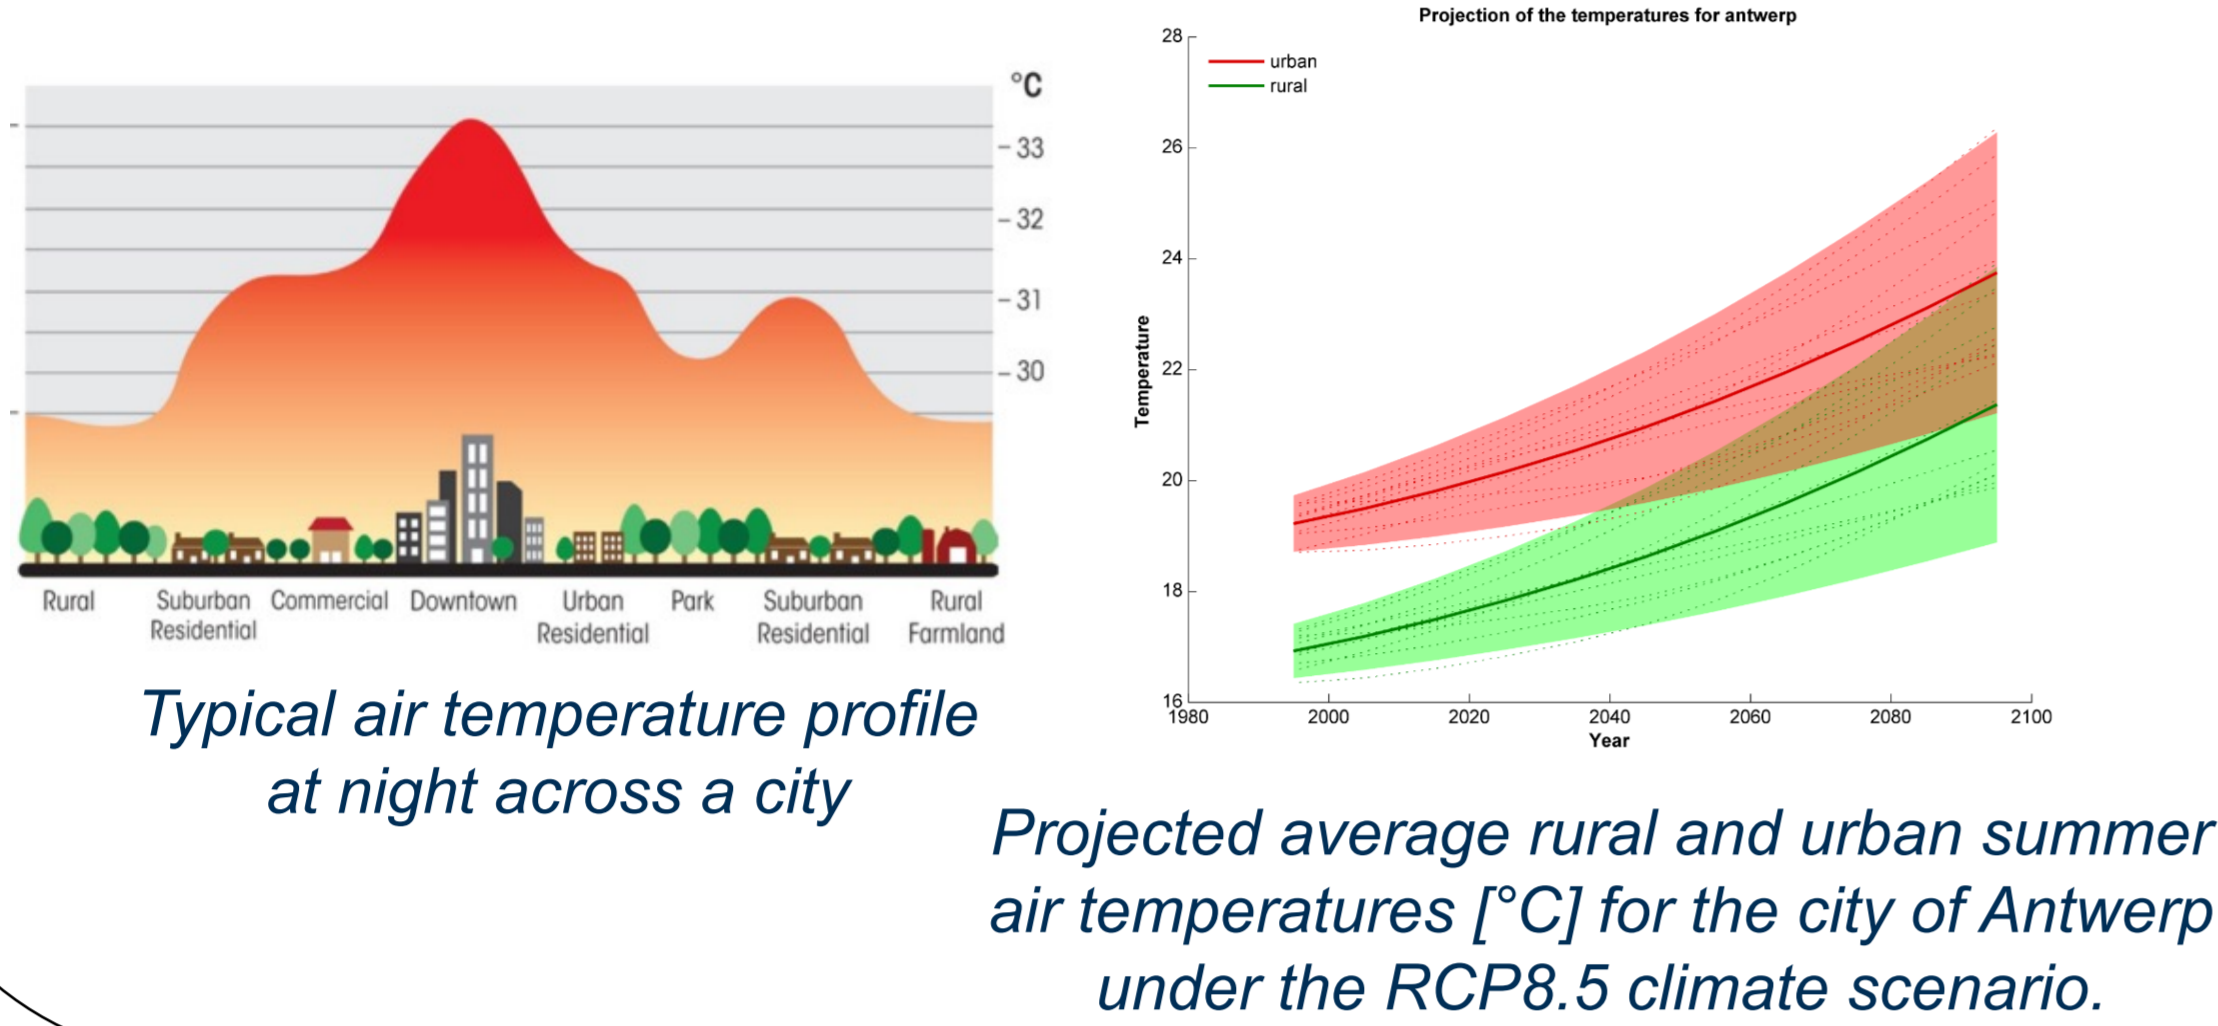 °C
33
32
31
30
Rural
Suburban
Residential
Commercial
Downtown
Urban
Residential
Park
Suburban
Residential
Rural
Farmland
Typical air temperature profile
at night across a city
Projection of the temperatures for antwerp
urban
rural
Temperature
28
26
24
22
20
18
16
1980
2000
2020
2040
2060
2080
2100
Year
Projected average rural and urban summer
air temperatures [°C] for the city of Antwerp
under the RCP8.5 climate scenario.